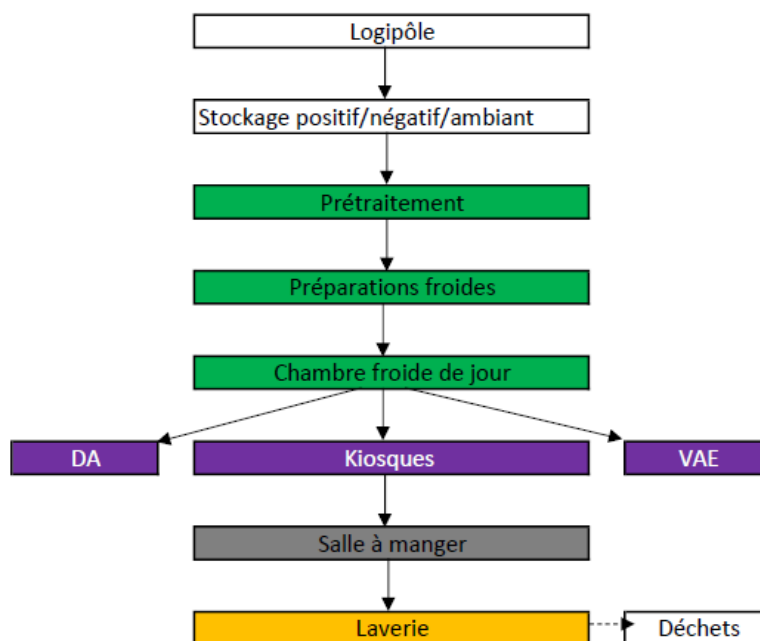 Logipôle
Stockage positif/négatif/ambiant
Prétraitement
Préparations froides
Chambre froide de jour
DA
Kiosques
VAE
Salle à manger
Laverie
Déchets